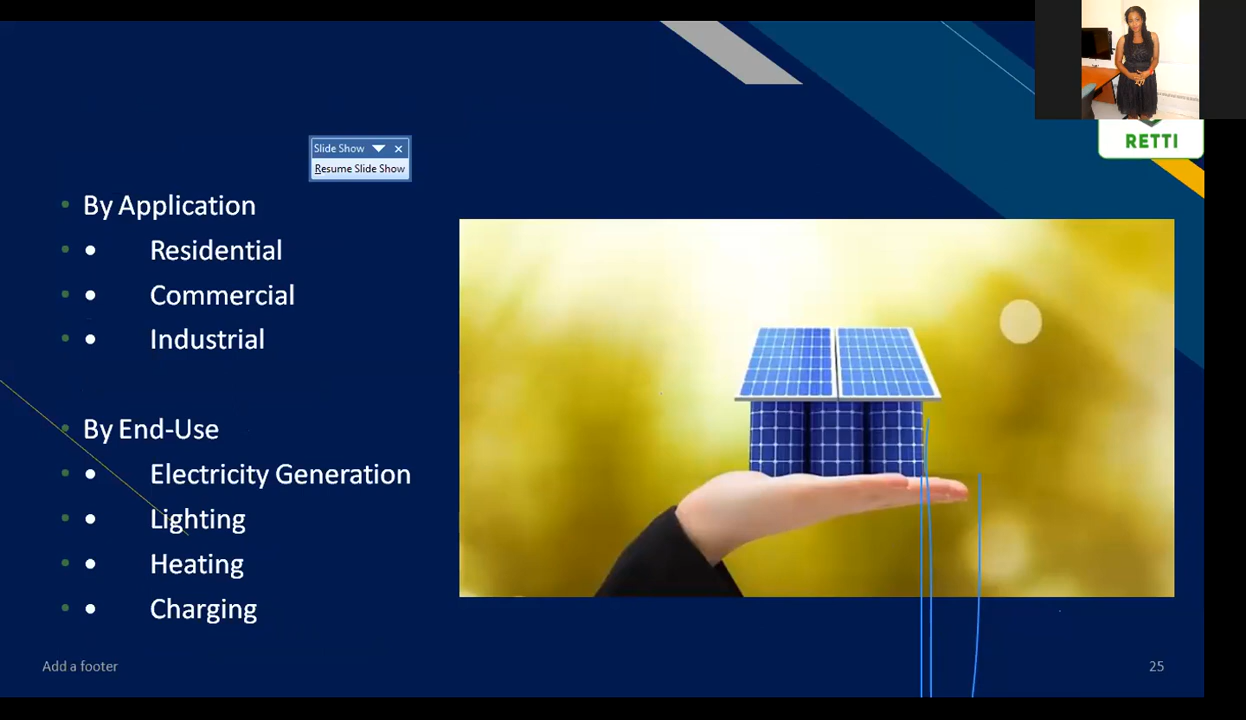 RETTI
Slide Show
Resume Slide Show
By Application
• Residential
• Commercial
• Industrial
By End-Use
• Electricity Generation
• Lighting
• Heating
• Charging
Add a footer
25